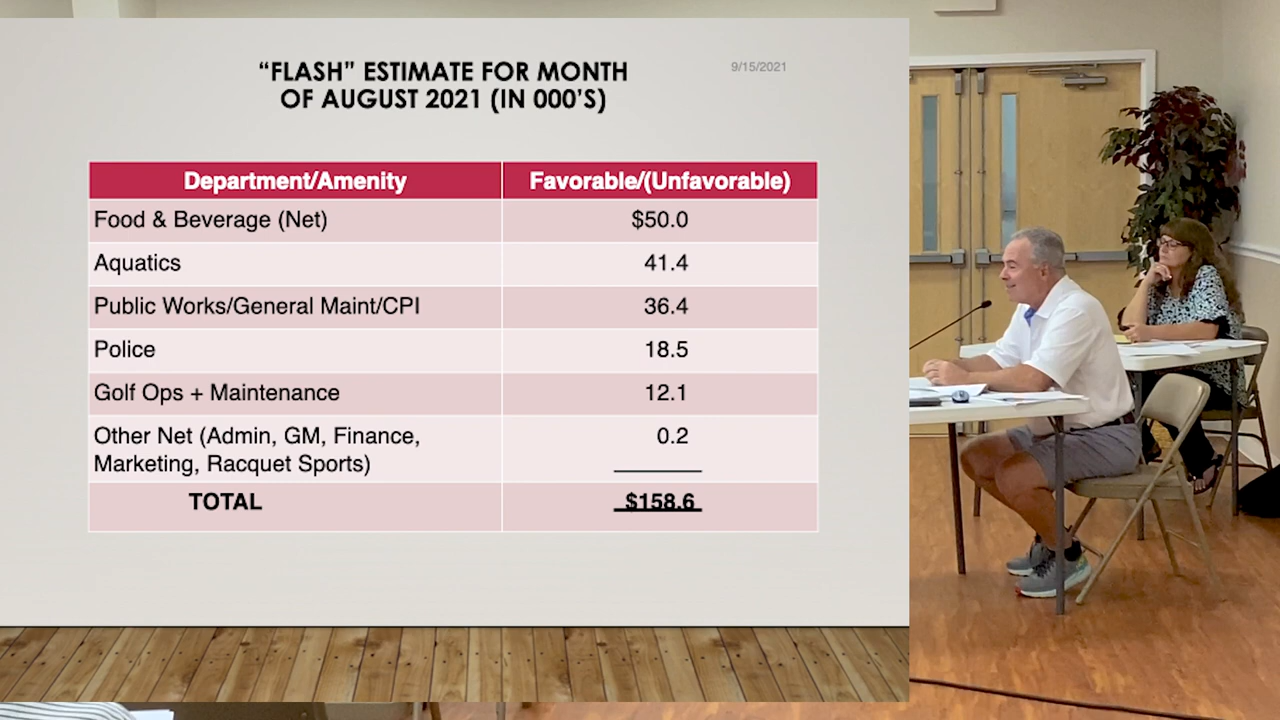 “FLASH” ESTIMATE FOR MONTH
OF AUGUST 2021 (IN 000’S)
9/15/2021
Department/Amenity Favorable/(Unfavorable)
Food & Beverage (Net) $50.0
Aquatics 41.4
Public Works/General Maint/CPI 36.4
Police 18.5
Golf Ops + Maintenance 12.1
Other Net (Admin, GM, Finance, 0.2
Marketing, Racquet Sports)
TOTAL $158.6